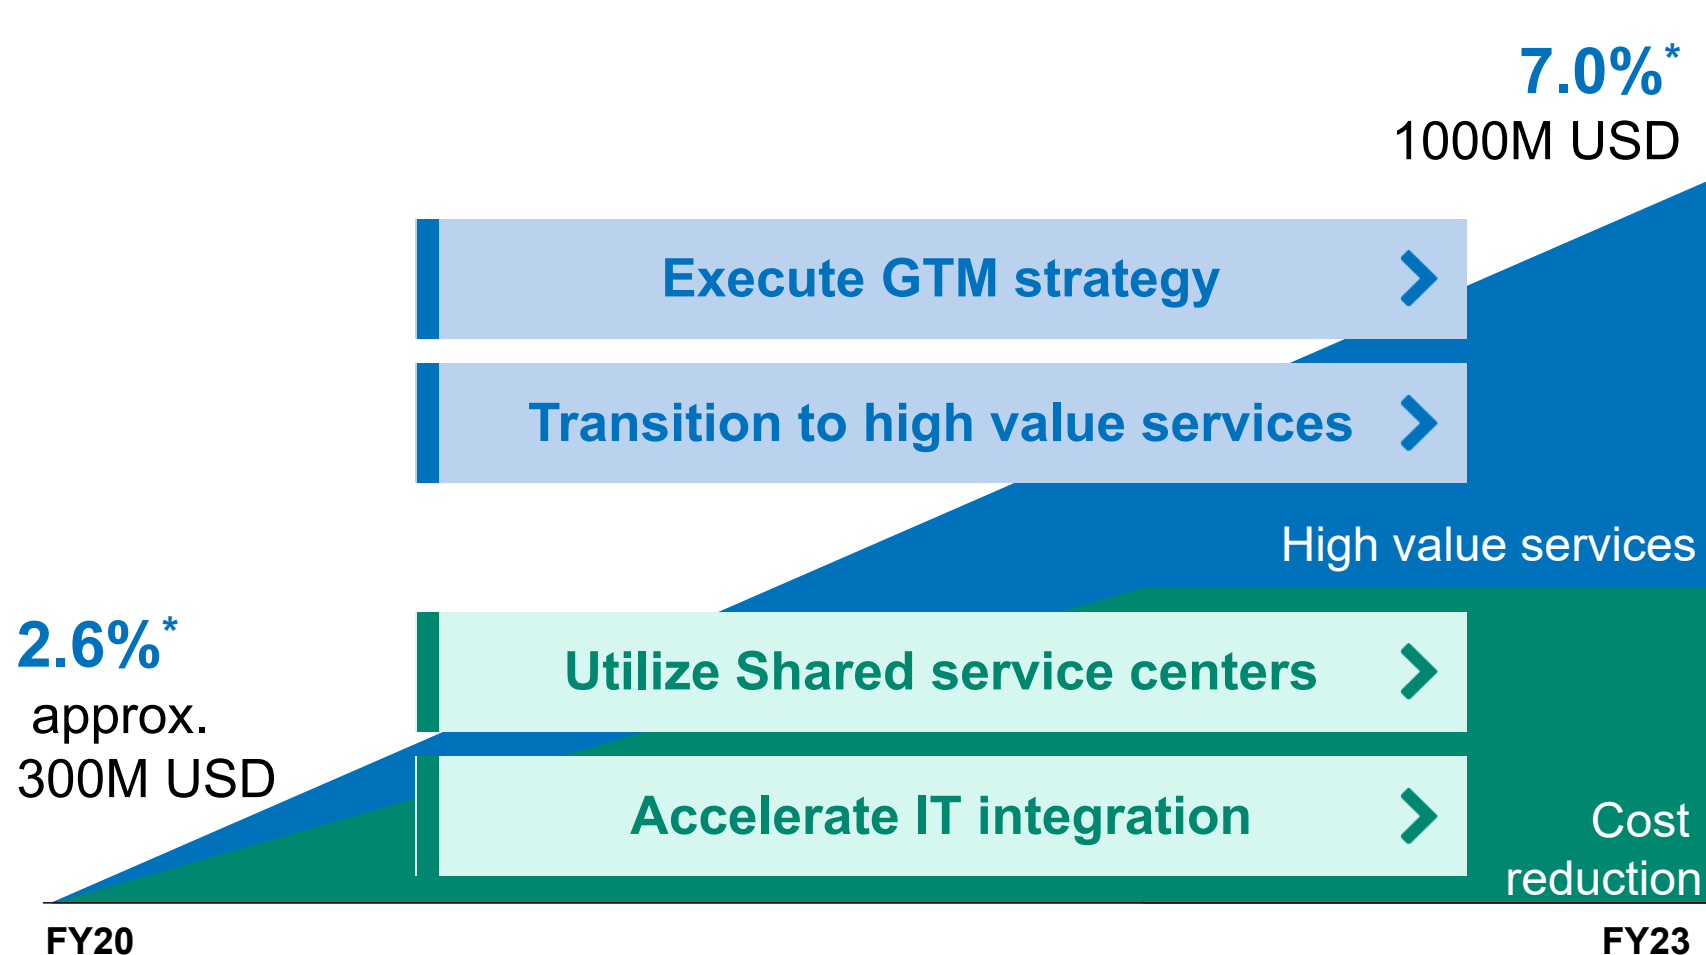 7.0%*
1000M USD
Execute GTM strategy
Transition to high value services
High value services
2.6%*
approx.
300M USD
Utilize Shared service centers
Accelerate IT integration
Cost
reduction
FY20
FY23